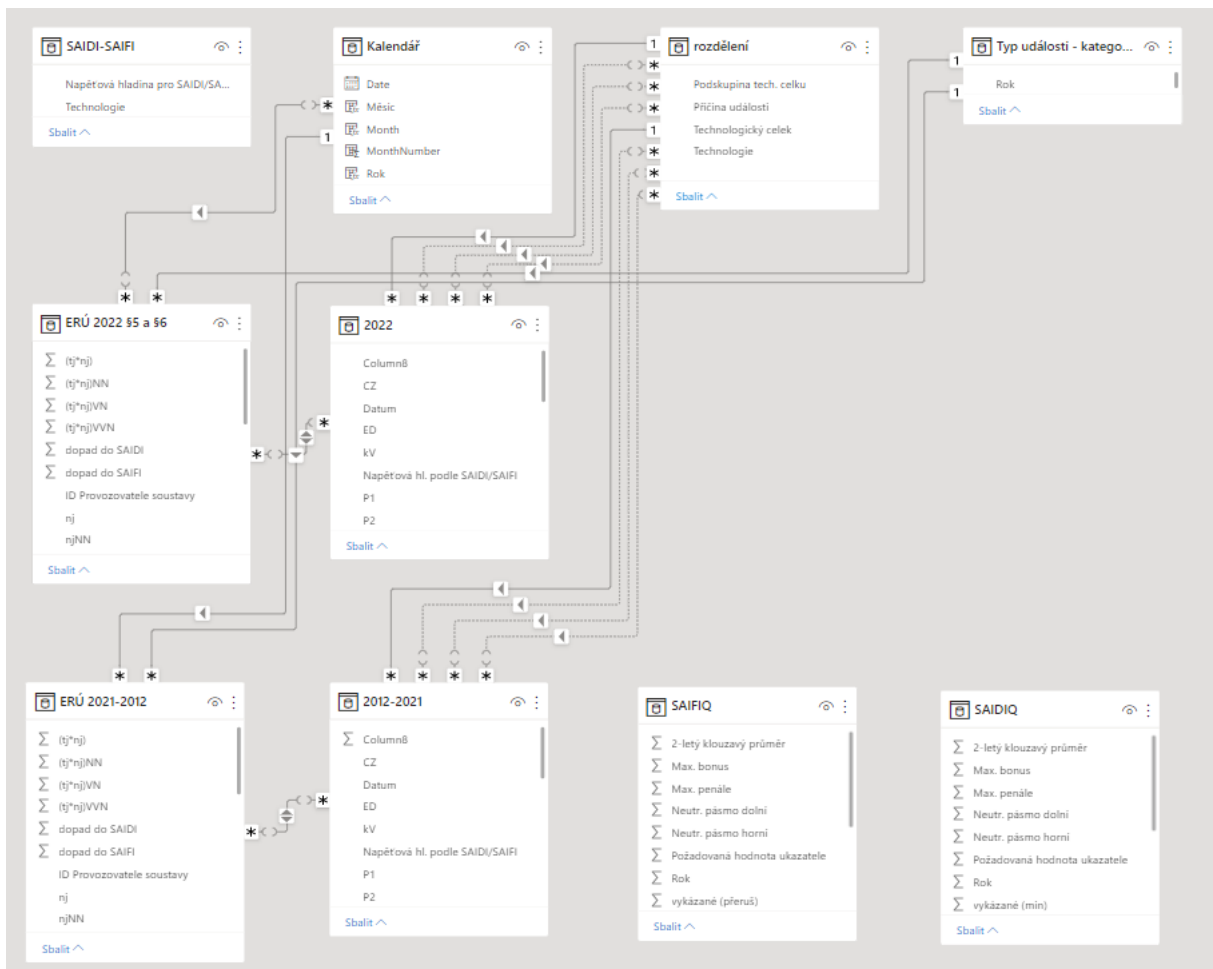 SAIDI-SAIFI
Napěťová hladina pro SAIDI/SA...
Technologie
Sbalit
Kalendář
Date
Měsíc
Month
MonthNumber
Rok
Sbalit
rozdělení
Podskupina tech. celku
Příčina události
Technologický celek
Technologie
Sbalit
Typ události - katego...
Rok
Sbalit
1
*
*
*
1
*
*
*
1
1
*
1
*
*
*
*
*
*
ERÚ 2022 §5 a §6
(tj*nj)
(tj*nj)NN
(tj*nj)VN
(tj*nj)VVN
dopad do SAIDI
dopad do SAIFI
ID Provozovatele soustavy
nj
njNN
Sbalit
*
*
2022
Columnß
CZ
Datum
ED
kV
Napěťová hl. podle SAIDI/SAIFI
P1
P2
Sbalit
*
*
*
*
*
*
ERÚ 2021-2012
(tj*nj)
(tj*nj)NN
(tj*nj)VN
(tj*nj)VVN
dopad do SAIDI
dopad do SAIFI
ID Provozovatele soustavy
nj
njNN
Sbalit
*
*
2012-2021
Columnß
CZ
Datum
ED
kV
Napěťová hl. podle SAIDI/SAIFI
P1
P2
Sbalit
SAIFIQ
2-letý klouzavý průměr
Max. bonus
Max. penále
Neutr. pásmo dolní
Neutr. pásmo horní
Požadovaná hodnota ukazatele
Rok
vykázané (přeruš)
Sbalit
SAIDIQ
2-letý klouzavý průměr
Max. bonus
Max. penále
Neutr. pásmo dolní
Neutr. pásmo horní
Požadovaná hodnota ukazatele
Rok
vykázané (min)
Sbalit